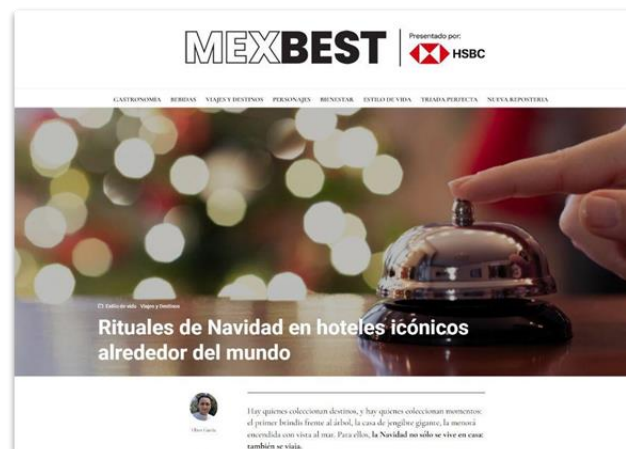 MEXBEST
Presentado por:
HSBC
GASTRONOMÍA BEBIDAS VIAJES Y DESTINOS PERSONAJES BIENESTAR ESTILO DE VIDA TRIADA PERFECTA NUEVA REPOSTERIA
Estilo de vida Viajes y Destinos
Rituales de Navidad en hoteles icónicos
alrededor del mundo
Hay quienes coleccionan destinos, y hay quienes coleccionan momentos:
el primer brindis frente al árbol, la casa de jengibre gigante, la menorá
encendida con vista al mar. Para ellos, la Navidad no sólo se vive en casa:
también se viaja.